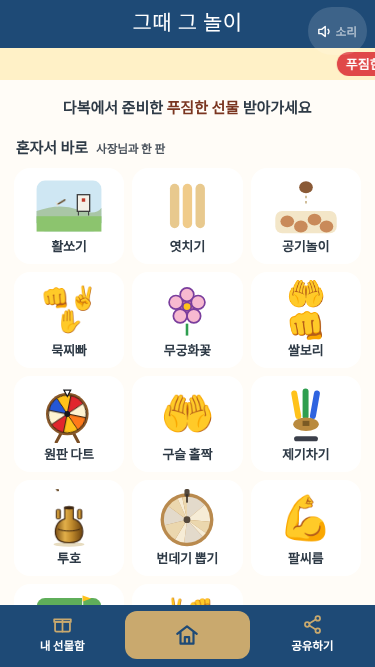 그때 그 놀이
소리
푸짐한
다복에서 준비한 푸짐한 선물 받아가세요
혼자서 바로 사장님과 한 판
활쏘기
엿치기
공기놀이
묵찌빠
무궁화꽃
쌀보리
원판 다트
구슬 홀짝
제기차기
투호
번데기 뽑기
팔씨름
내 선물함
공유하기